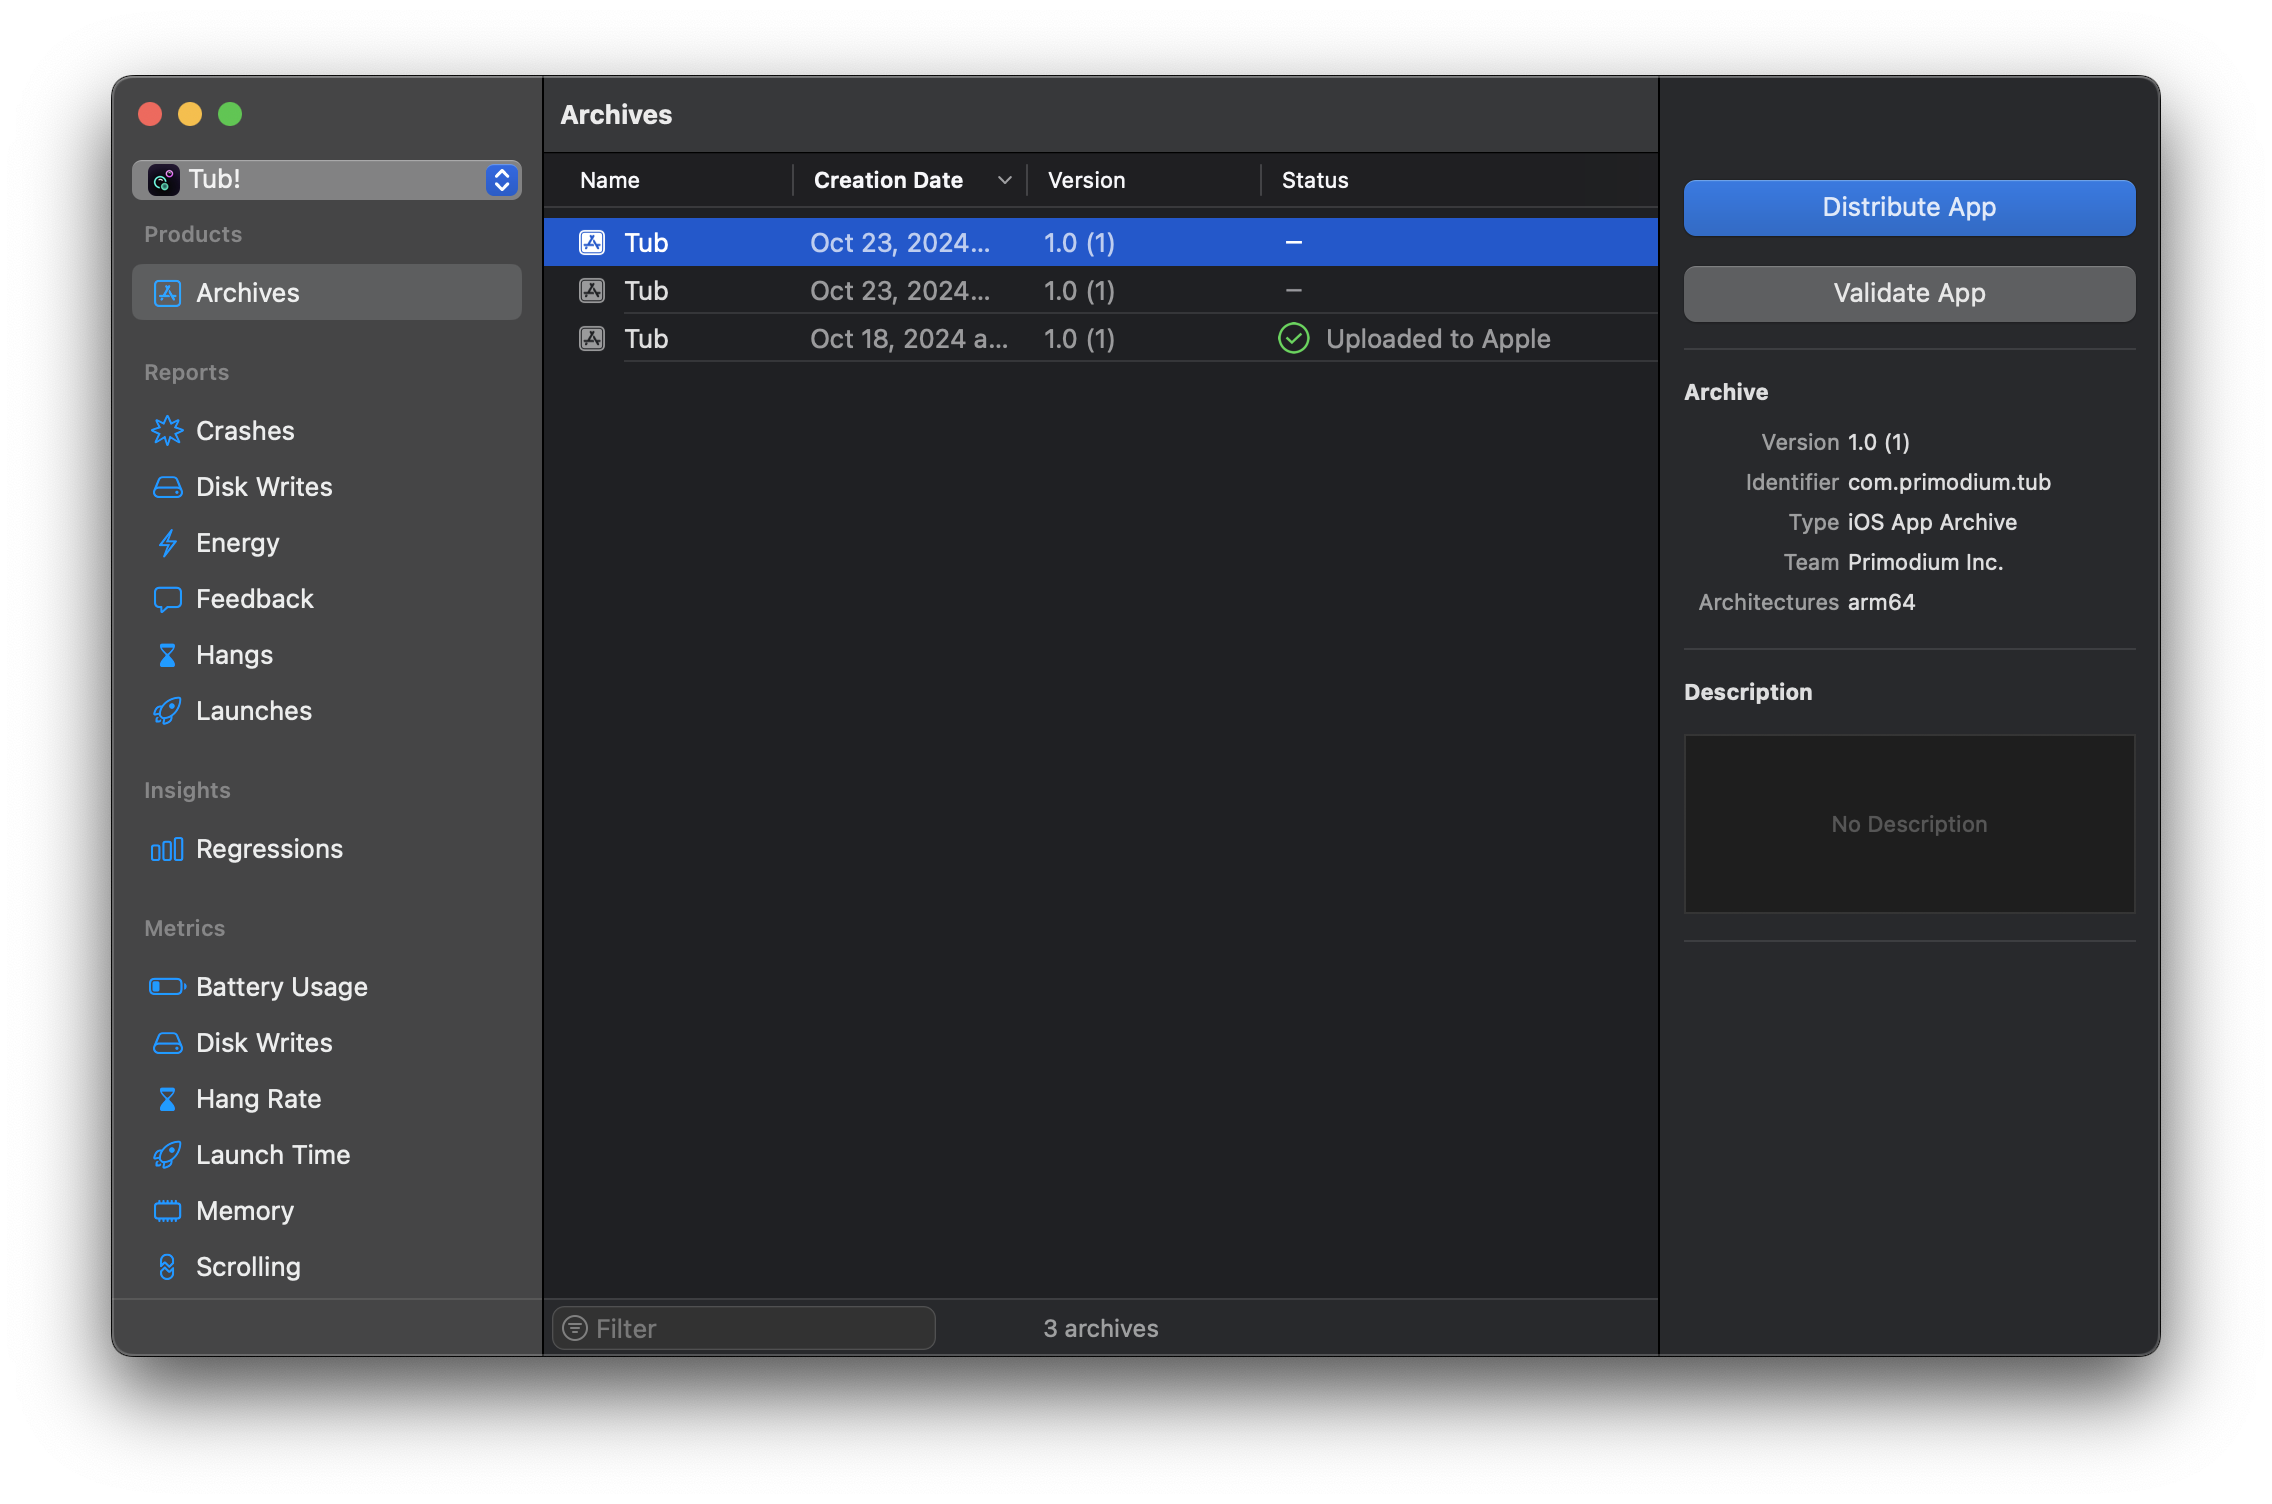 Tub!
Products
Archives
Reports
Crashes
Disk Writes
Energy
Feedback
Hangs
Launches
Insights
Regressions
Metrics
Battery Usage
Disk Writes
Hang Rate
Launch Time
Memory
Scrolling
Archives
Name Creation Date Version Status
Tub Oct 23, 2024... 1.0 (1) –
Tub Oct 23, 2024... 1.0 (1) –
Tub Oct 18, 2024 a... 1.0 (1) Uploaded to Apple
Filter 3 archives
Distribute App
Validate App
Archive
Version 1.0 (1)
Identifier com.primodium.tub
Type iOS App Archive
Team Primodium Inc.
Architectures arm64
Description
No Description